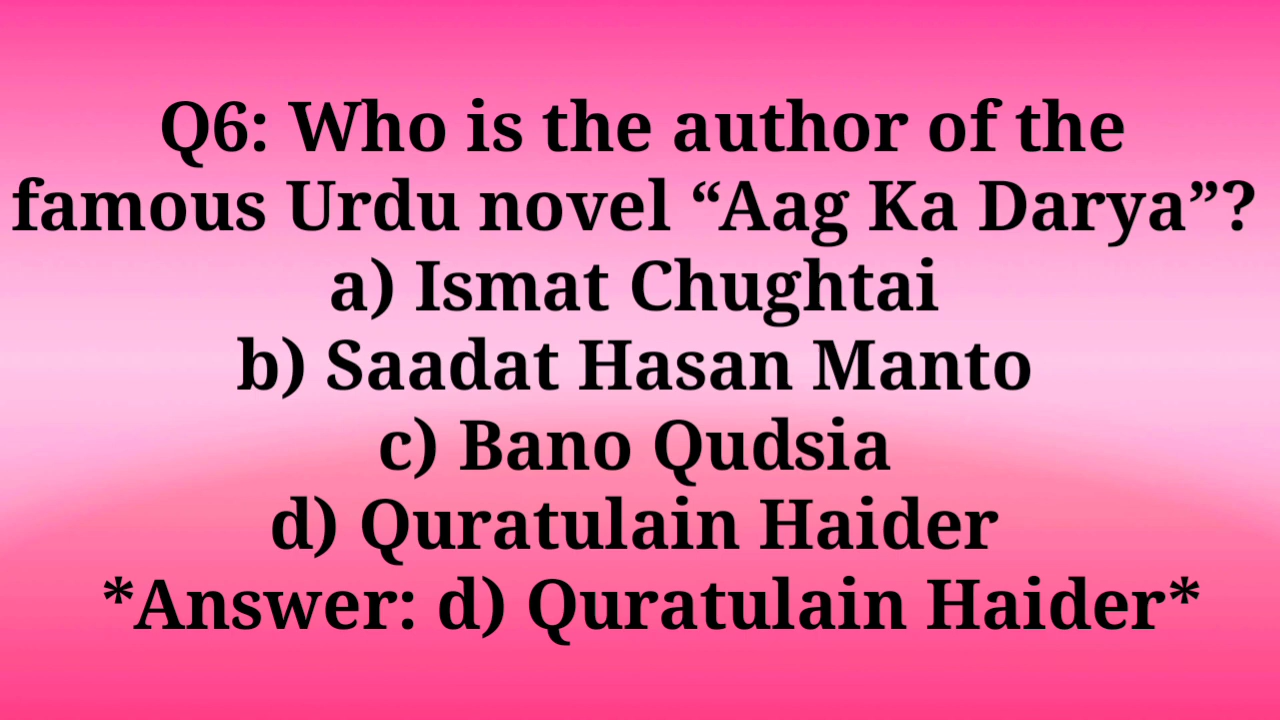 Q6: Who is the author of the
famous Urdu novel “Aag Ka Darya”?
a) Ismat Chughtai
b) Saadat Hasan Manto
c) Bano Qudsia
d) Quratulain Haider
*Answer: d) Quratulain Haider*